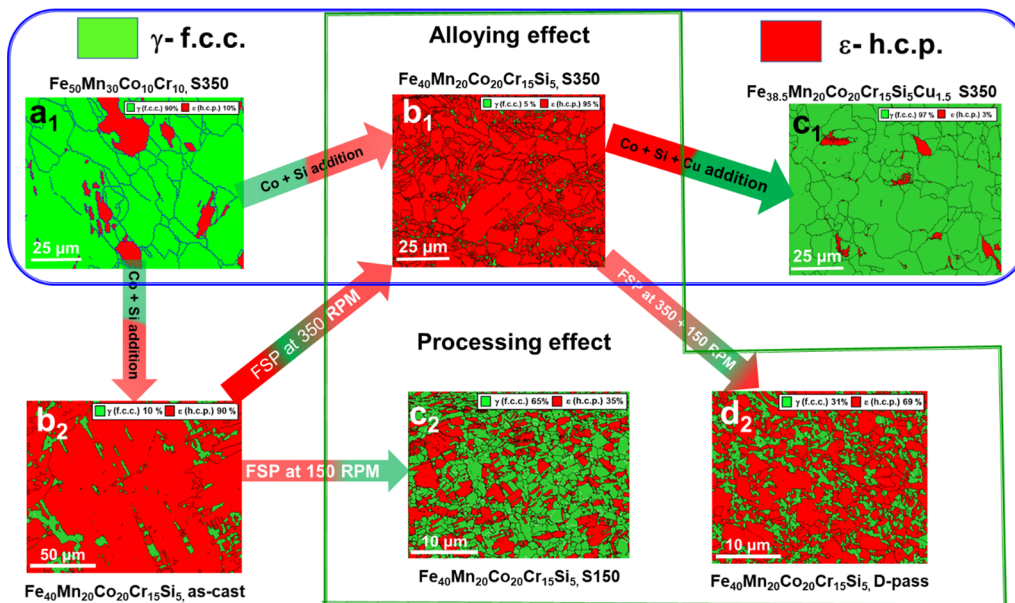 γ- f.c.c.
Alloying effect
ε- h.c.p.
Fe50Mn30Co10Cr10, S350
Fe40Mn20Co20Cr15Si5, S350
Fe38.5Mn20Co20Cr15Si5Cu1.5 S350
a1
γ (f.c.c) 90% ε (h.c.p) 10%
25 µm
Co + Si addition
b1
γ (f.c.c.) 5 % ε (h.c.p.) 95 %
25 µm
Co + Si + Cu addition
c1
γ (f.c.c.) 97 % ε (h.c.p.) 3%
25 µm
Co + Si addition
FSP at 350 RPM
FSP at 350 + 150 RPM
Processing effect
b2
γ (f.c.c.) 10 % ε (h.c.p.) 90 %
50 µm
FSP at 150 RPM
c2
γ (f.c.c.) 65% ε (h.c.p.) 35%
10 µm
d2
γ (f.c.c.) 31% ε (h.c.p.) 69 %
10 µm
Fe40Mn20Co20Cr15Si5, as-cast
Fe40Mn20Co20Cr15Si5, S150
Fe40Mn20Co20Cr15Si5, D-pass